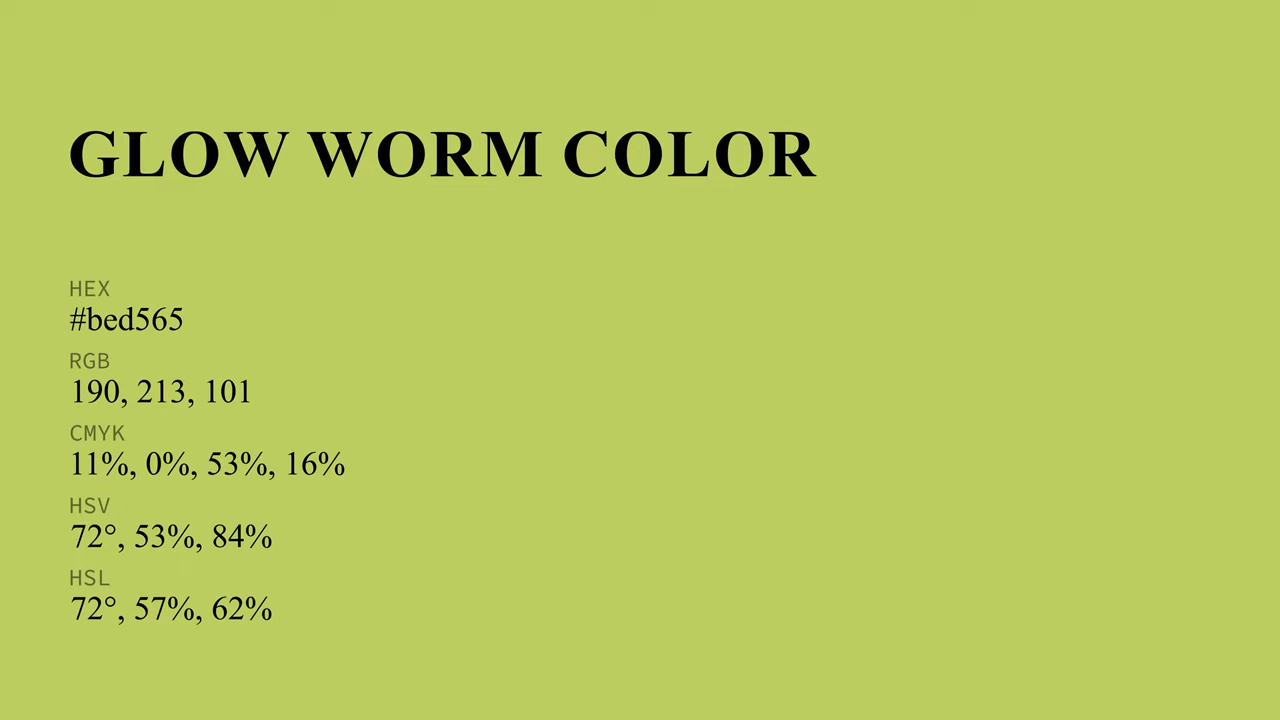 GLOW WORM COLOR
HEX
#bed565
RGB
190, 213, 101
CMYK
11%, 0%, 53%, 16%
HSV
72°, 53%, 84%
HSL
72°, 57%, 62%